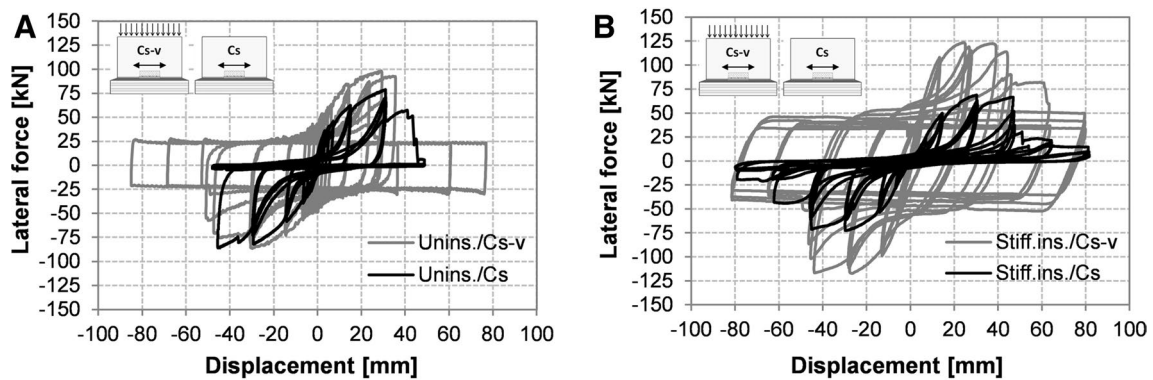 A
Lateral force [kN]
150
125
100
75
50
25
0
-25
-50
-75
-100
-125
-150
Cs-v
Cs
Unins./Cs-v
Unins./Cs
-100 -80 -60 -40 -20 0 20 40 60 80 100
Displacement [mm]
B
Lateral force [kN]
150
125
100
75
50
25
0
-25
-50
-75
-100
-125
-150
Cs-v
Cs
Stiff.ins./Cs-v
Stiff.ins./Cs
-100 -80 -60 -40 -20 0 20 40 60 80 100
Displacement [mm]